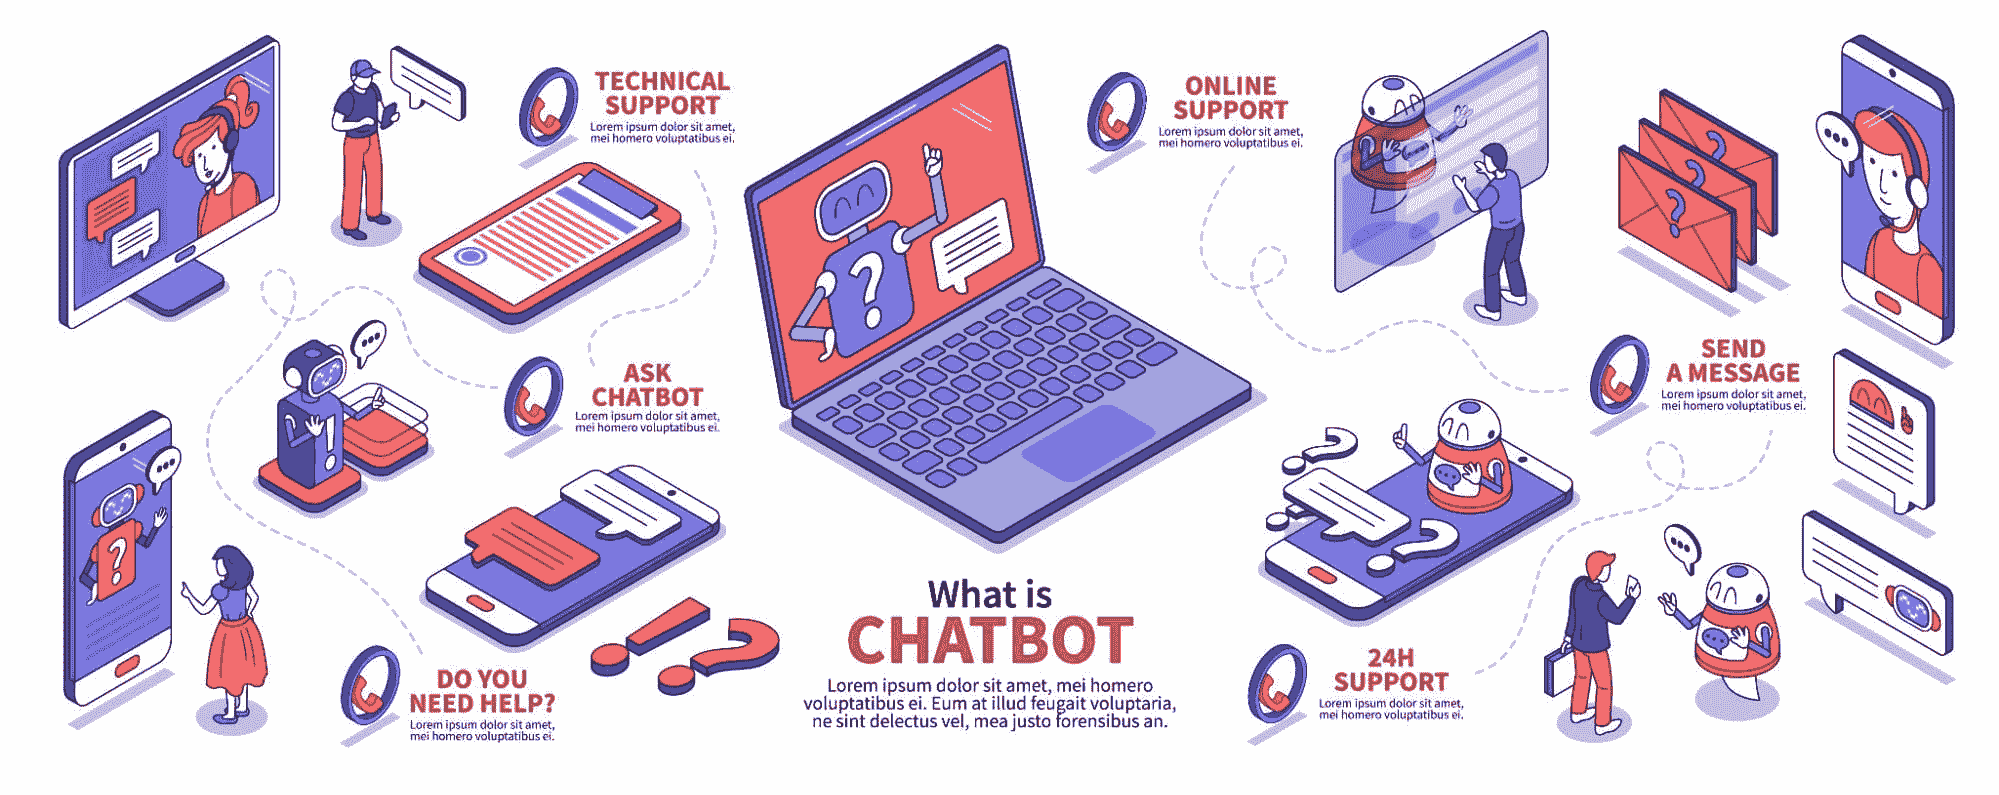 TECHNICAL
SUPPORT
Lorem ipsum dolor sit amet,
mei homero voluptatibus ei.
ASK
CHATBOT
Lorem ipsum dolor sit amet,
mei homero voluptatibus ei.
DO YOU
NEED HELP?
Lorem ipsum dolor sit amet,
mei homero voluptatibus ei.
What is
CHATBOT
Lorem ipsum dolor sit amet, mei homero
voluptatibus ei. Eum at illud feugait voluptaria,
ne sint delectus vel, mea justo forensibus an.
ONLINE
SUPPORT
Lorem ipsum dolor sit amet,
mei homero voluptatibus ei.
SEND
A MESSAGE
Lorem ipsum dolor sit amet,
mei homero voluptatibus ei.
24H
SUPPORT
Lorem ipsum dolor sit amet,
mei homero voluptatibus ei.